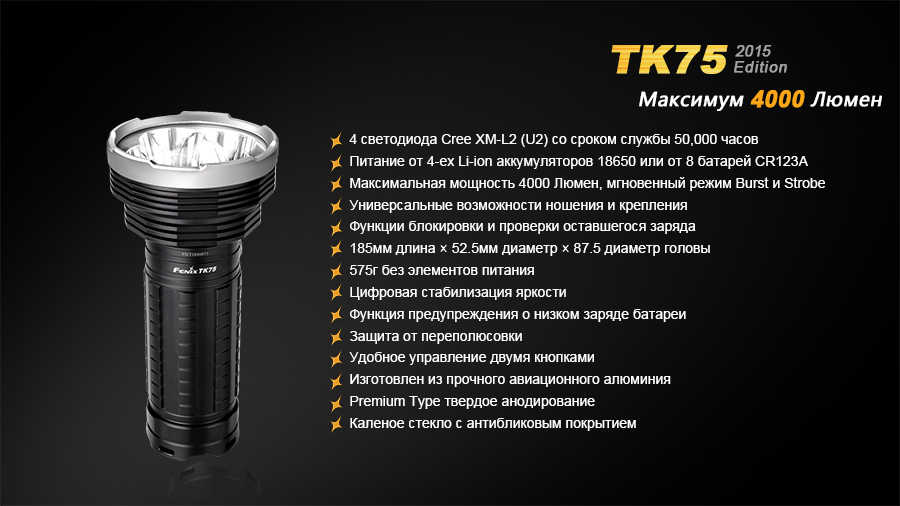 TK75 2015 Edition
Максимум 4000 Люмен
4 светодиода Cree XM-L2 (U2) со сроком службы 50,000 часов
Питание от 4-ех Li-ion аккумуляторов 18650 или от 8 батарей CR123A
Максимальная мощность 4000 Люмен, мгновенный режим Burst и Strobe
Универсальные возможности ношения и крепления
Функции блокировки и проверки оставшегося заряда
185мм длина × 52.5мм диаметр × 87.5 диаметр головы
575г без элементов питания
Цифровая стабилизация яркости
Функция предупреждения о низком заряде батареи
Защита от переполюсовки
Удобное управление двумя кнопками
Изготовлен из прочного авиационного алюминия
Premium Type твердое анодирование
Каленое стекло с антибликовым покрытием
FENIX TK75